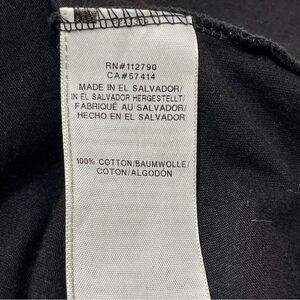 RN#112790
CA#57414
MADE IN EL SALVADOR/
IN EL SALVADOR HERGESTELLT/
FABRIQUÉ AU SALVADOR/
HECHO EN EL SALVADOR
100% COTTON/BAUMWOLLE/
COTON/ALGODÓN